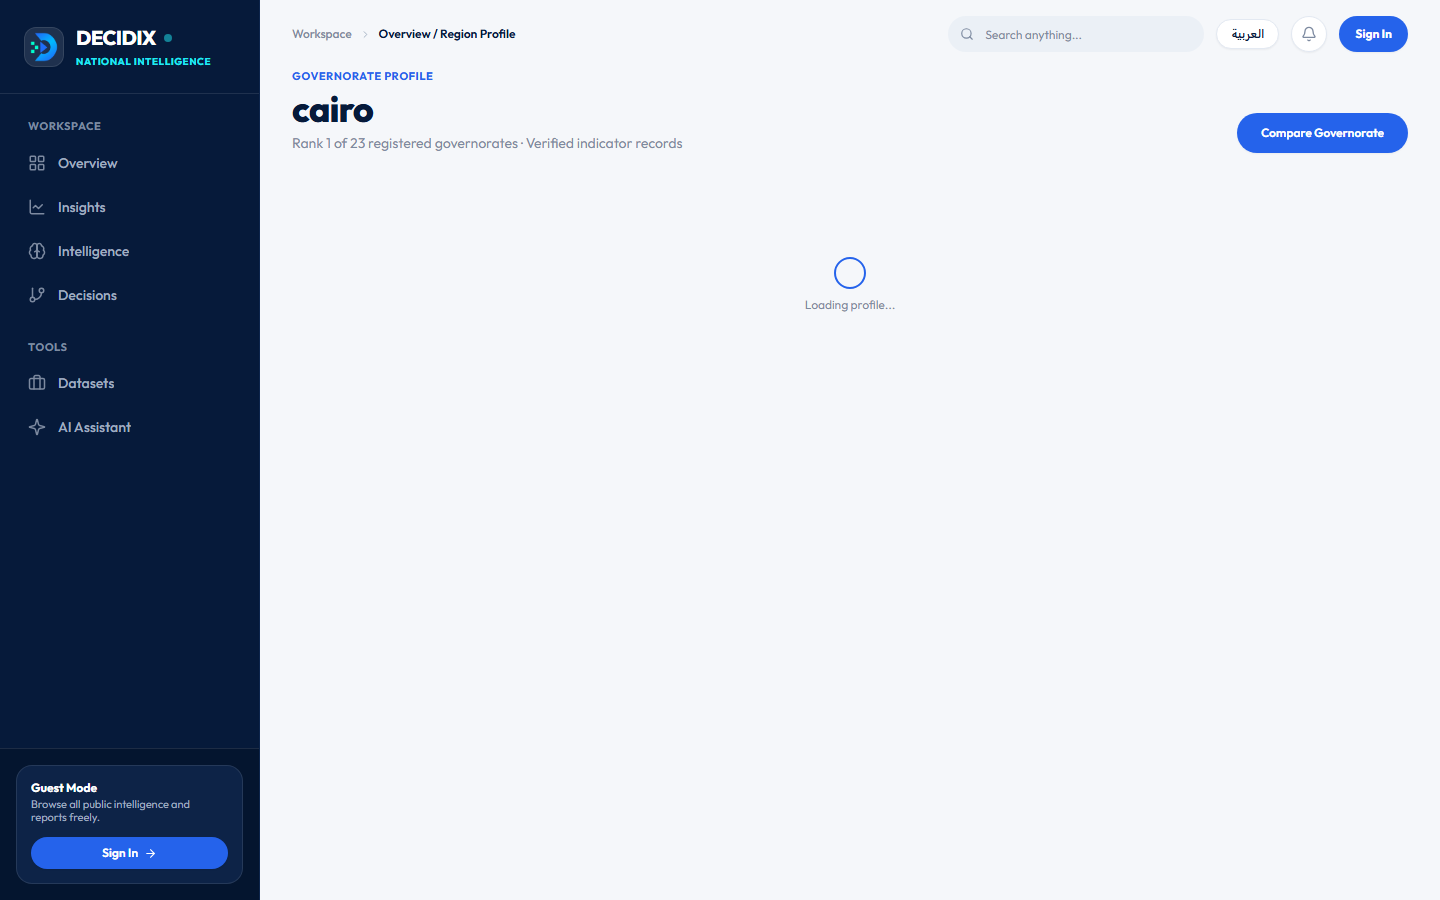 DECIDIX
NATIONAL INTELLIGENCE
WORKSPACE
Overview
Insights
Intelligence
Decisions
TOOLS
Datasets
AI Assistant
Guest Mode
Browse all public intelligence and
reports freely.
Sign In
Workspace
Overview / Region Profile
Search anything...
العربية
Sign In
GOVERNORATE PROFILE
cairo
Rank 1 of 23 registered governorates · Verified indicator records
Compare Governorate
Loading profile...